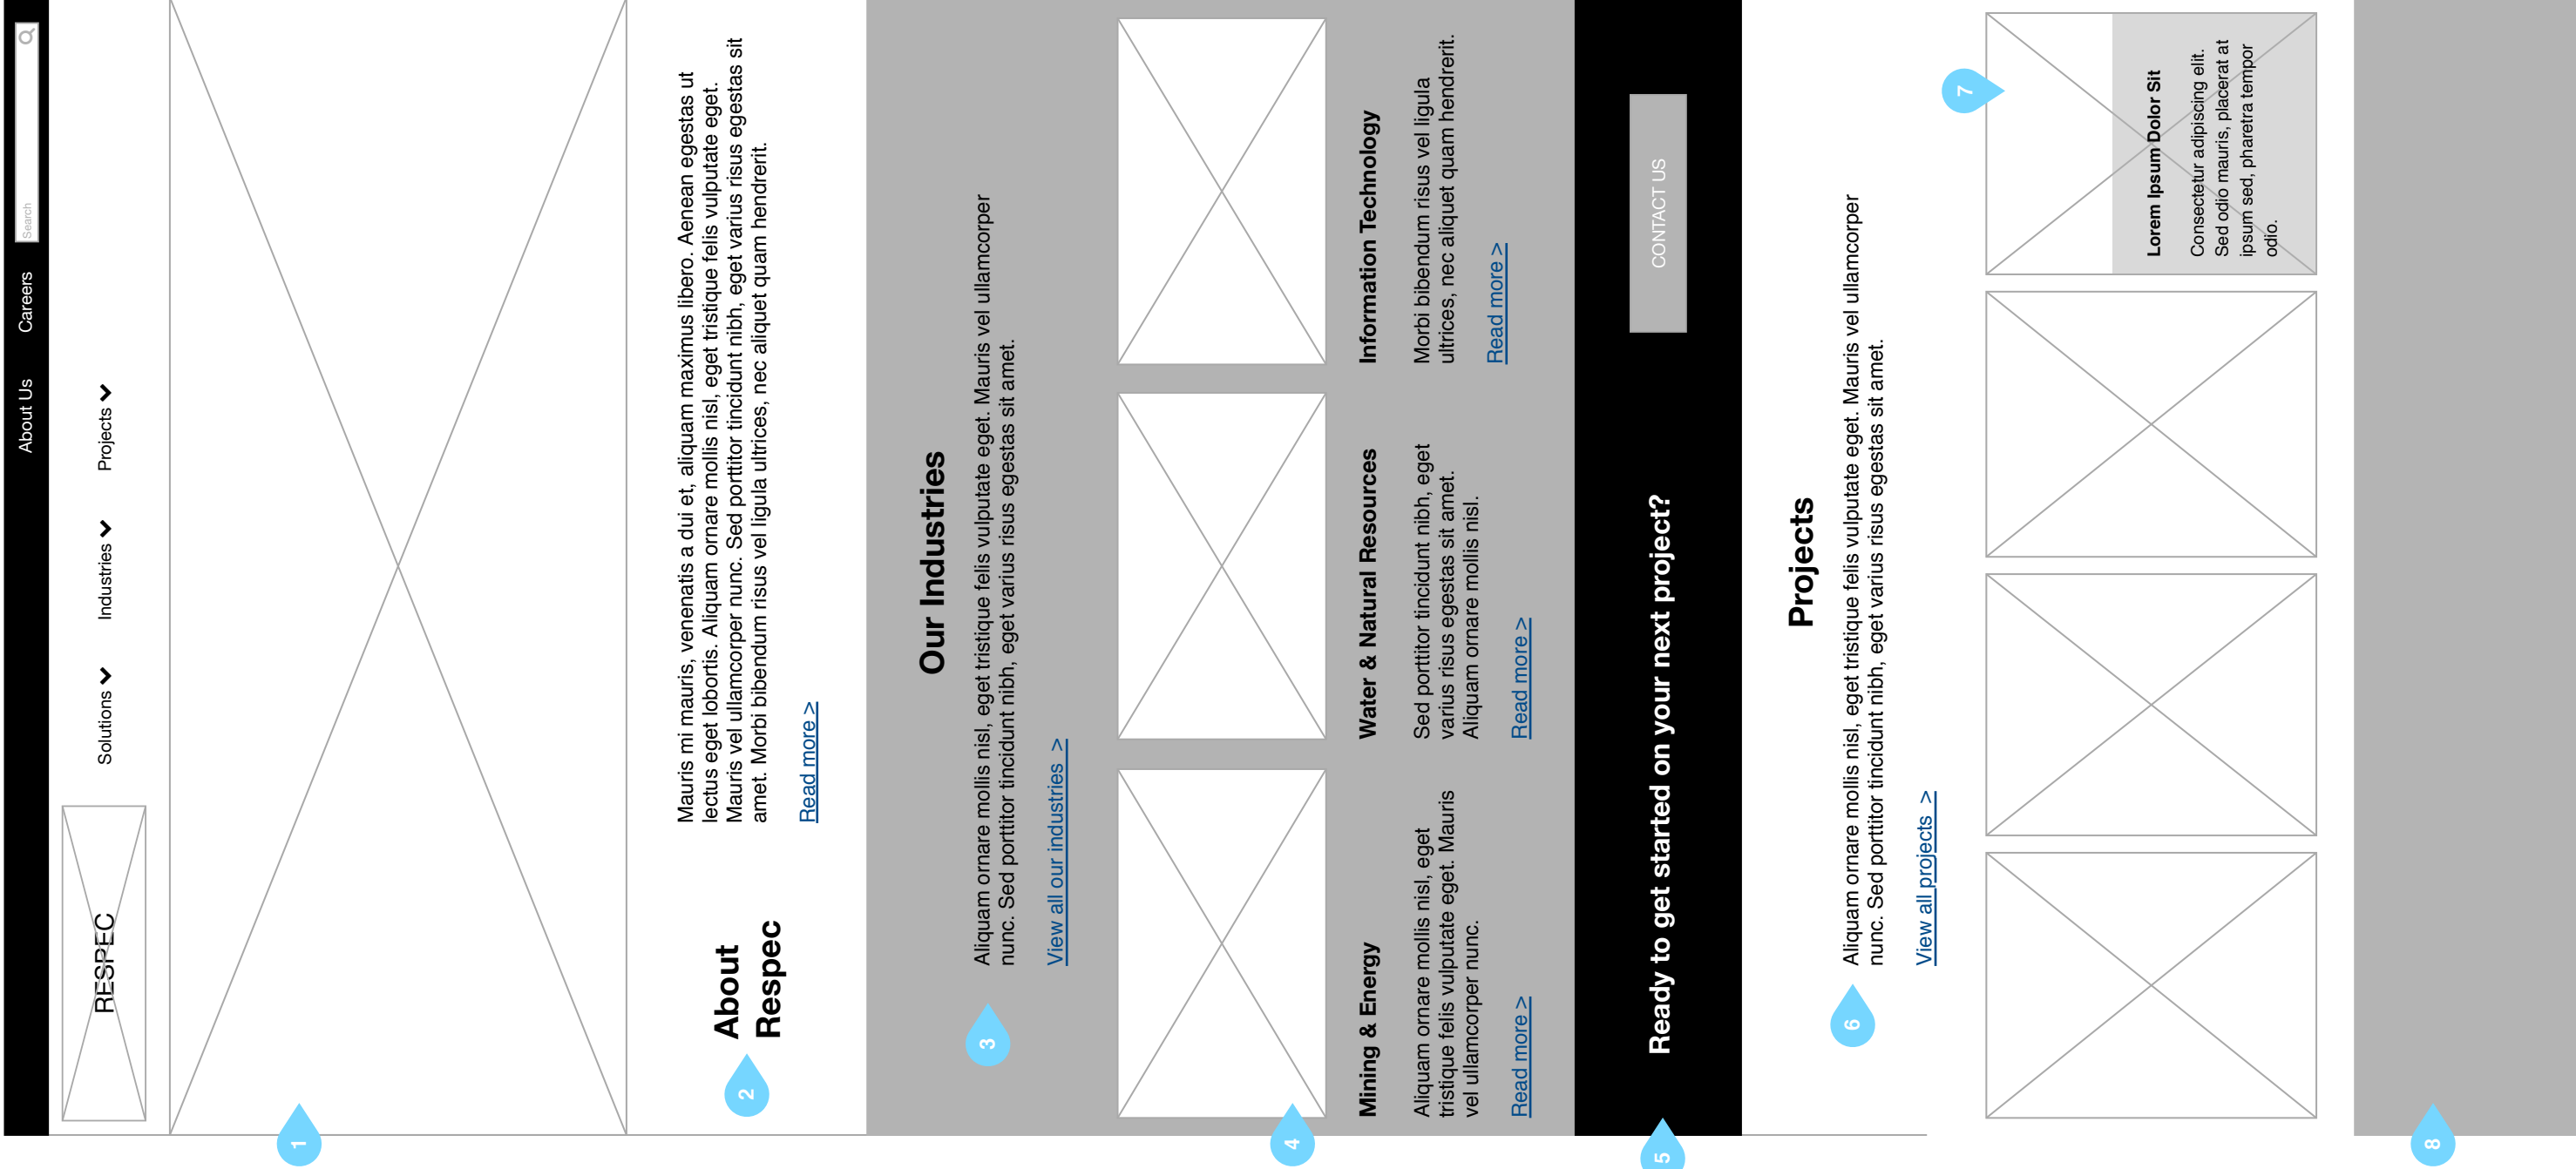 About Us
Careers
Search
RESPEC
Solutions
Industries
Projects
1
2
About
Respec
Mauris mi mauris, venenatis a dui et, aliquam maximus libero. Aenean egestas ut
lectus eget lobortis. Aliquam ornare mollis nisl, eget tristique felis vulputate eget.
Mauris vel ullamcorper nunc. Sed porttitor tincidunt nibh, eget varius risus egestas sit
amet. Morbi bibendum risus vel ligula ultrices, nec aliquet quam hendrerit.
Read more >
Our Industries
3
Aliquam ornare mollis nisl, eget tristique felis vulputate eget. Mauris vel ullamcorper
nunc. Sed porttitor tincidunt nibh, eget varius risus egestas sit amet.
View all our industries >
4
Mining & Energy
Aliquam ornare mollis nisl, eget
tristique felis vulputate eget. Mauris
vel ullamcorper nunc.
Read more >
Water & Natural Resources
Sed porttitor tincidunt nibh, eget
varius risus egestas sit amet.
Aliquam ornare mollis nisl.
Read more >
Information Technology
Morbi bibendum risus vel ligula
ultrices, nec aliquet quam hendrerit.
Read more >
5
Ready to get started on your next project?
CONTACT US
Projects
6
Aliquam ornare mollis nisl, eget tristique felis vulputate eget. Mauris vel ullamcorper
nunc. Sed porttitor tincidunt nibh, eget varius risus egestas sit amet.
View all projects >
7
Lorem Ipsum Dolor Sit
Consectetur adipiscing elit.
Sed odio mauris, placerat at
ipsum sed, pharetra tempor
odio.
8